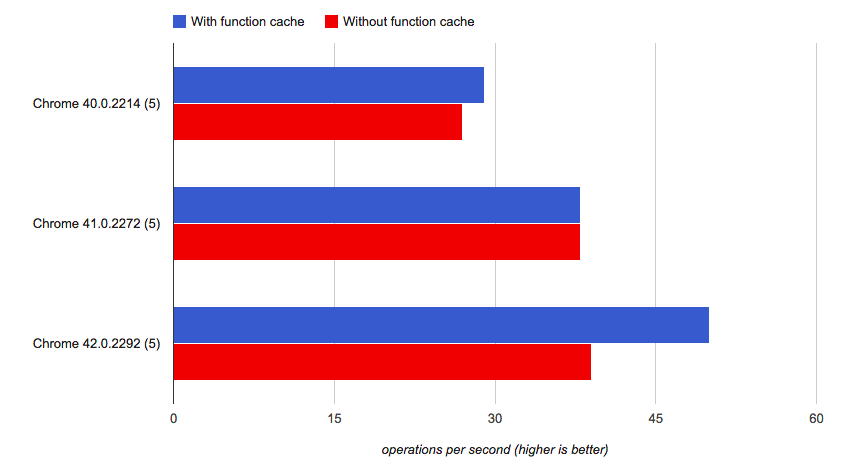 With function cache Without function cache
Chrome 40.0.2214 (5)
Chrome 41.0.2272 (5)
Chrome 42.0.2292 (5)
0 15 30 45 60
operations per second (higher is better)